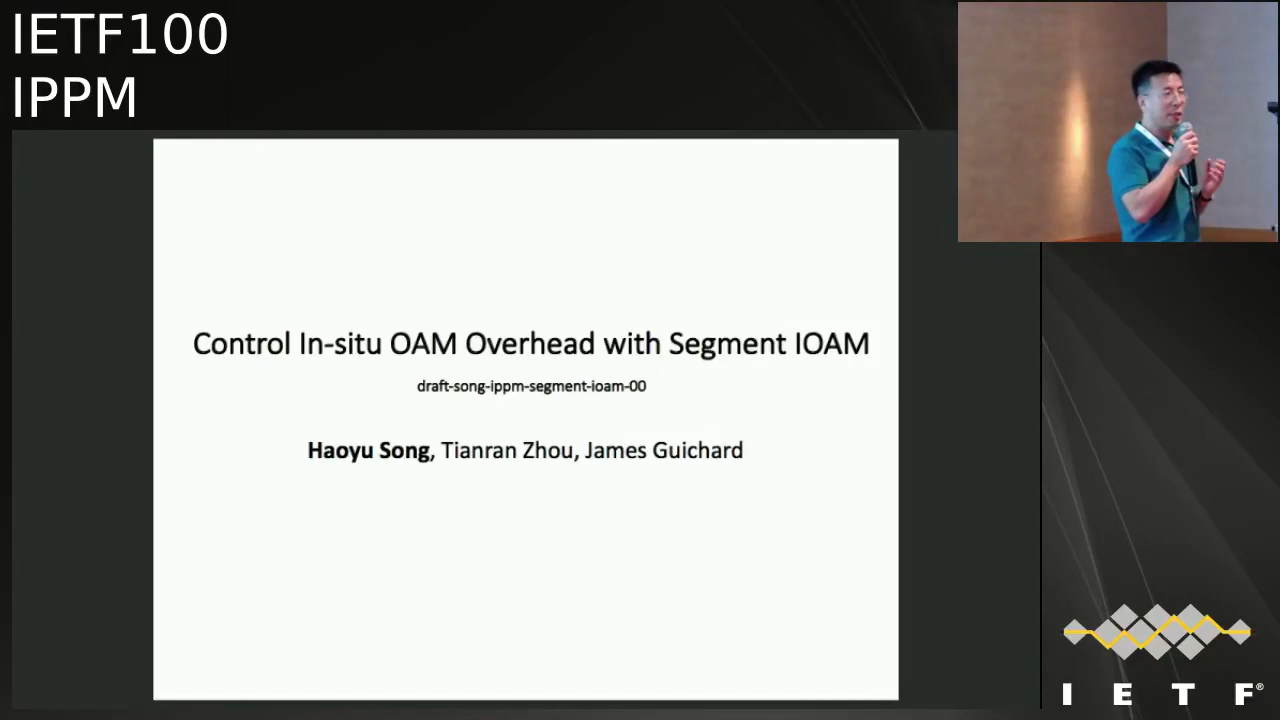 IETF100
IPPM
Control In-situ OAM Overhead with Segment IOAM
draft-song-ippm-segment-ioam-00
Haoyu Song, Tianran Zhou, James Guichard
I E T F®